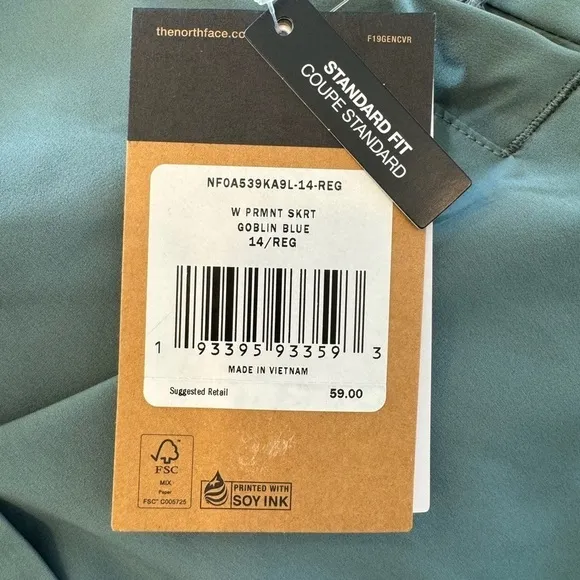 thenorthface.co
F19GENCVR
STANDARD FIT
COUPE STANDARD
NF0A539KA9L-14-REG
W PRMNT SKRT
GOBLIN BLUE
14/REG
1 93395 93359 3
MADE IN VIETNAM
Suggested Retail 59.00
FSC
MIX
Paper
FSC® C005725
PRINTED WITH
SOY INK